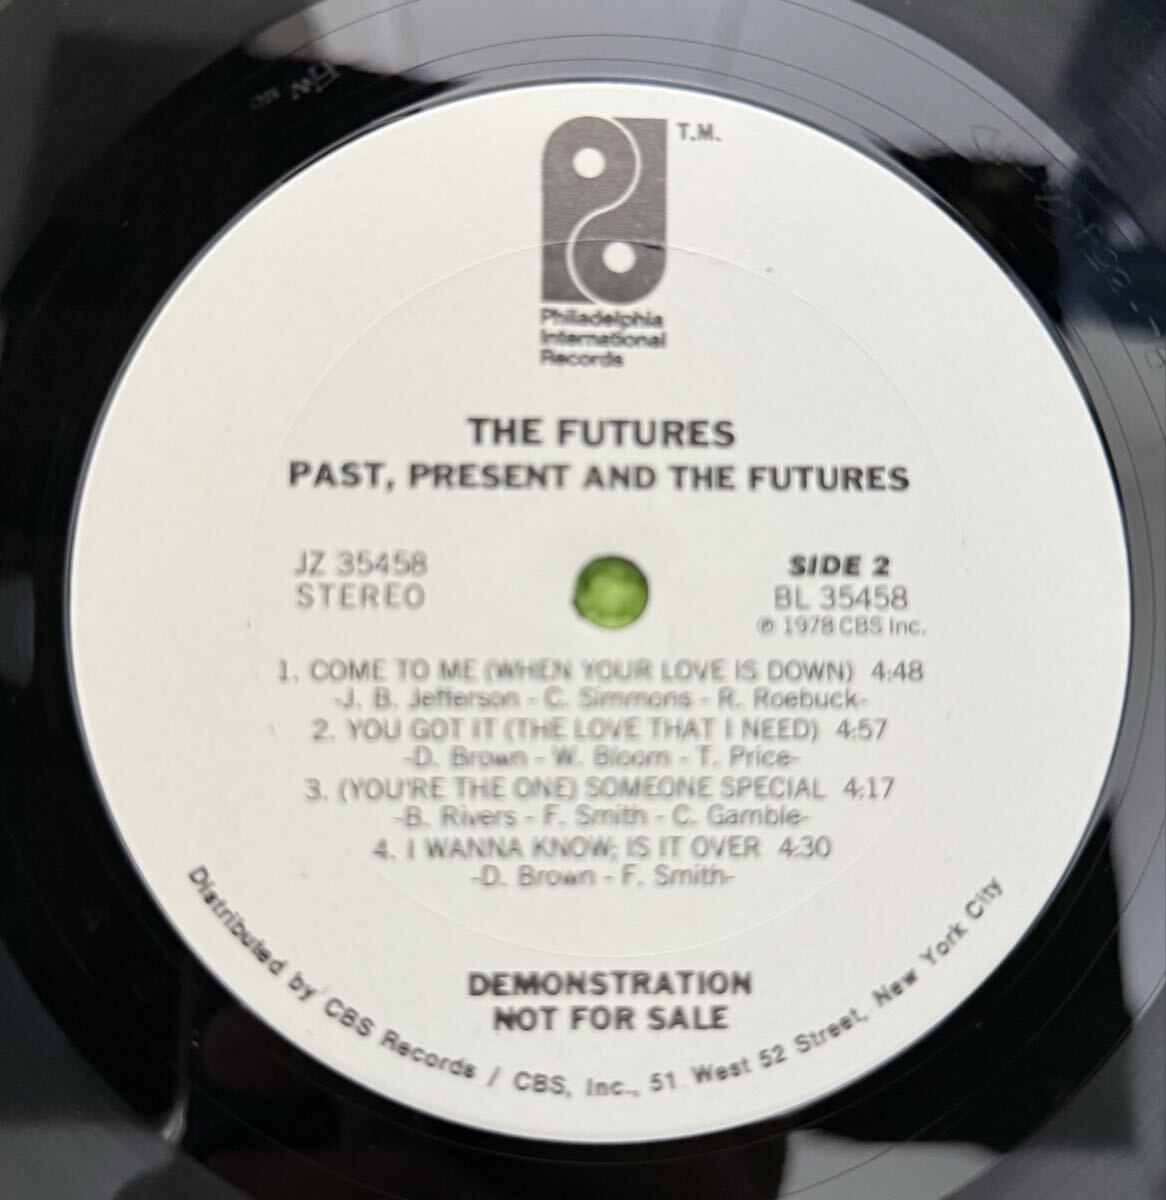 T.M.
Philadelphia
International
Records
THE FUTURES
PAST, PRESENT AND THE FUTURES
JZ 35458
STEREO
SIDE 2
BL 35458
℗ 1978 CBS Inc.
1. COME TO ME (WHEN YOUR LOVE IS DOWN) 4:48
-J. B. Jefferson - C. Simmons - R. Roebuck-
2. YOU GOT IT (THE LOVE THAT I NEED) 4:57
-D. Brown - W. Bloom - T. Price-
3. (YOU'RE THE ONE) SOMEONE SPECIAL 4:17
-B. Rivers - F. Smith - C. Gamble-
4. I WANNA KNOW; IS IT OVER 4:30
-D. Brown - F. Smith-
DEMONSTRATION
NOT FOR SALE
Distributed by CBS Records / CBS, Inc., 51 West 52 Street, New York City